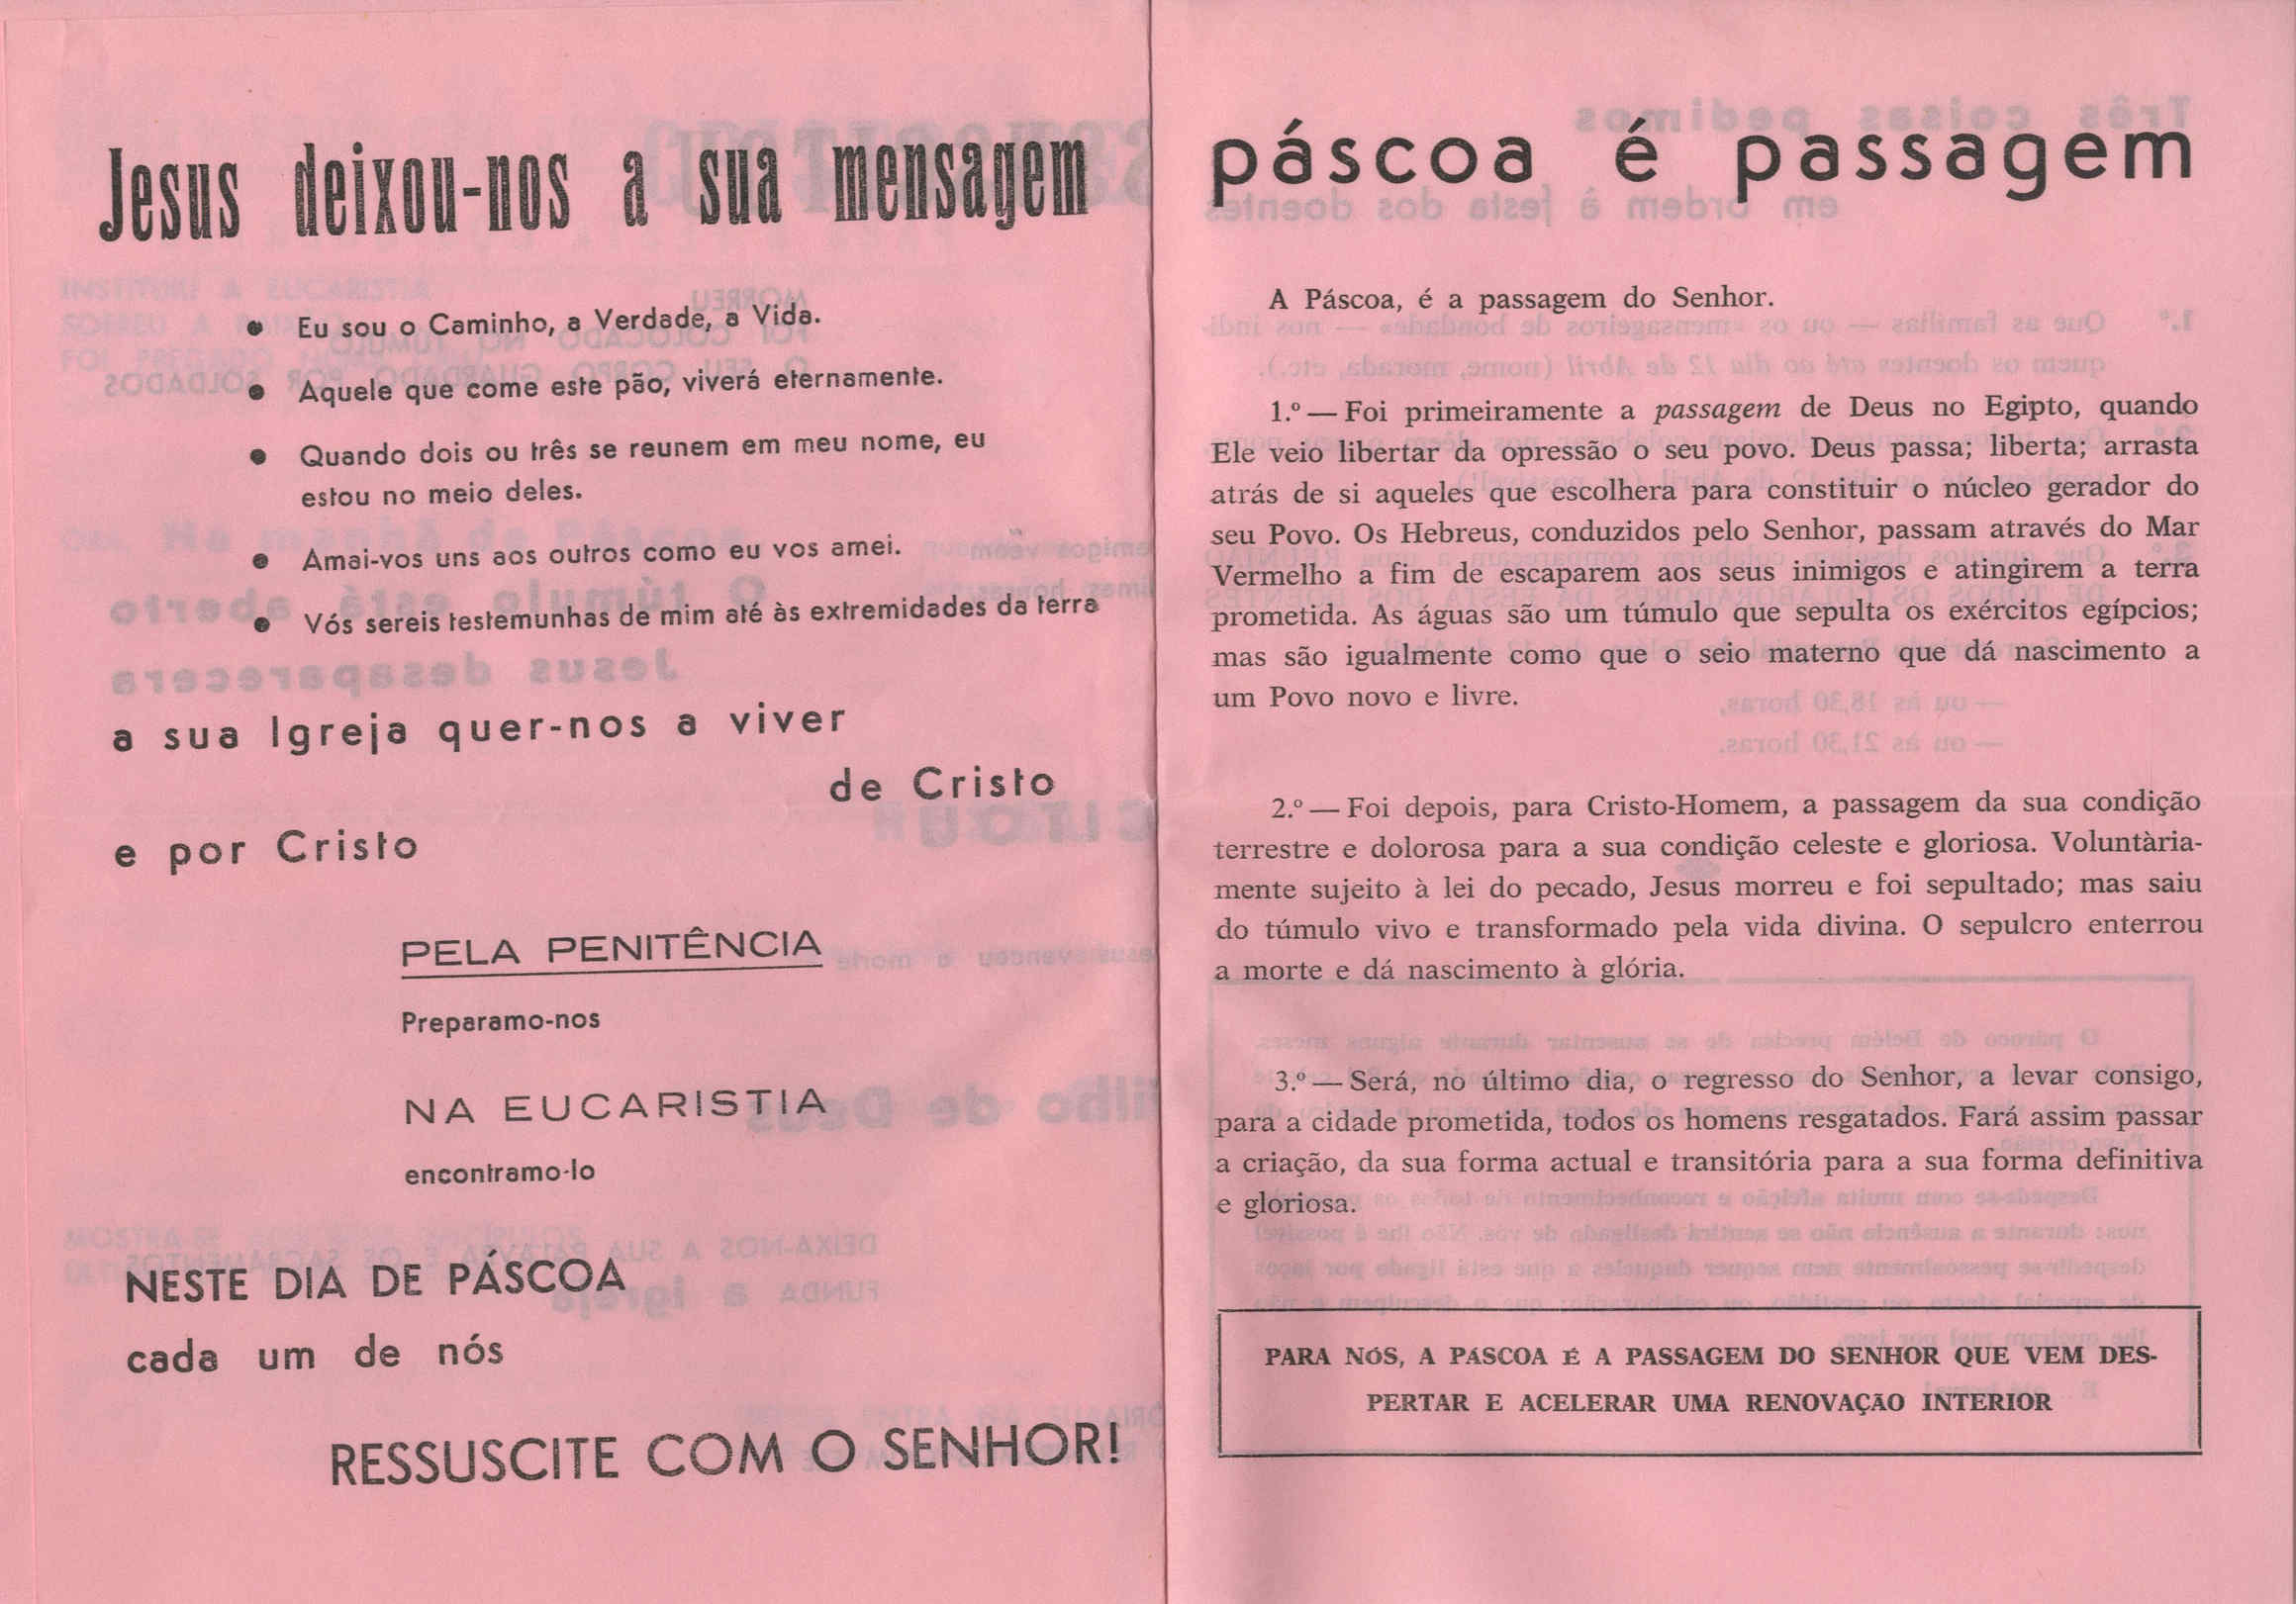 Jesus deixou-nos a sua mensagem
• Eu sou o Caminho, a Verdade, a Vida.
• Aquele que come este pão, viverá eternamente.
• Quando dois ou três se reunem em meu nome, eu
estou no meio deles.
• Amai-vos uns aos outros como eu vos amei.
• Vós sereis testemunhas de mim até às extremidades da terra
a sua Igreja quer-nos a viver
de Cristo
e por Cristo
PELA PENITÊNCIA
Preparamo-nos
NA EUCARISTIA
encontramo-lo
NESTE DIA DE PÁSCOA
cada um de nós
RESSUSCITE COM O SENHOR!
páscoa é passagem
A Páscoa, é a passagem do Senhor.
1.º — Foi primeiramente a passagem de Deus no Egipto, quando
Ele veio libertar da opressão o seu povo. Deus passa; liberta; arrasta
atrás de si aqueles que escolhera para constituir o núcleo gerador do
seu Povo. Os Hebreus, conduzidos pelo Senhor, passam através do Mar
Vermelho a fim de escaparem aos seus inimigos e atingirem a terra
prometida. As águas são um túmulo que sepulta os exércitos egípcios;
mas são igualmente como que o seio materno que dá nascimento a
um Povo novo e livre.
2.º — Foi depois, para Cristo-Homem, a passagem da sua condição
terrestre e dolorosa para a sua condição celeste e gloriosa. Voluntària-
mente sujeito à lei do pecado, Jesus morreu e foi sepultado; mas saiu
do túmulo vivo e transformado pela vida divina. O sepulcro enterrou
a morte e dá nascimento à glória.
3.º — Será, no último dia, o regresso do Senhor, a levar consigo,
para a cidade prometida, todos os homens resgatados. Fará assim passar
a criação, da sua forma actual e transitória para a sua forma definitiva
e gloriosa.
PARA NÓS, A PÁSCOA É A PASSAGEM DO SENHOR QUE VEM DES-
PERTAR E ACELERAR UMA RENOVAÇÃO INTERIOR